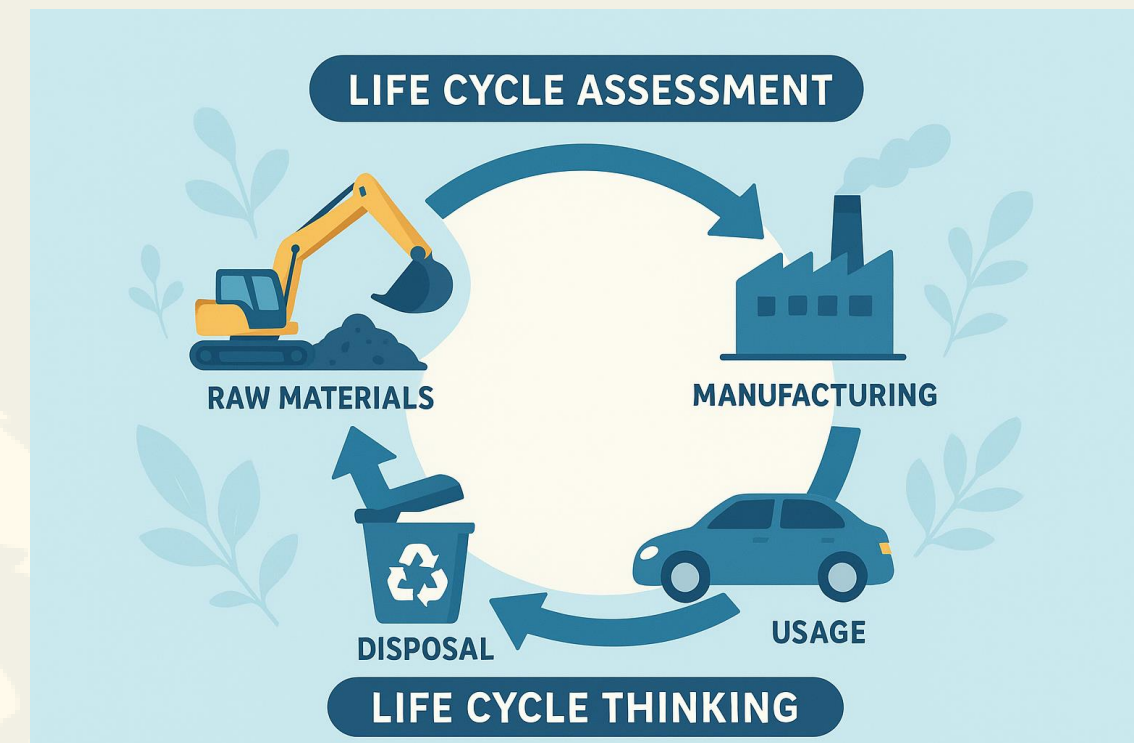 LIFE CYCLE ASSESSMENT
RAW MATERIALS
MANUFACTURING
USAGE
DISPOSAL
LIFE CYCLE THINKING